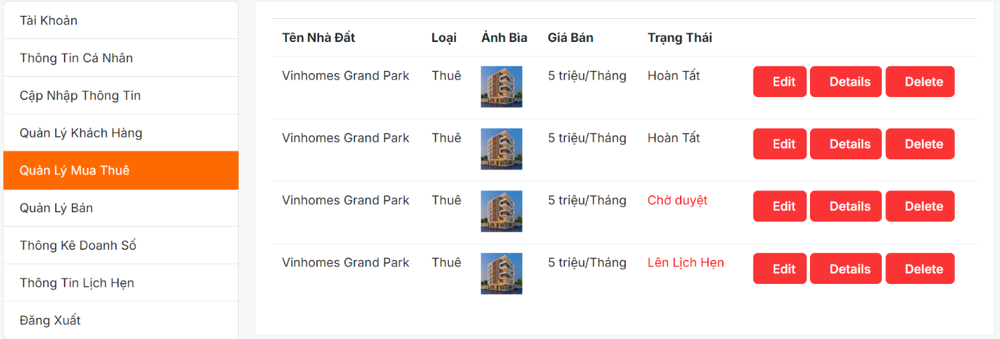 Tài Khoản
Thông Tin Cá Nhân
Cập Nhập Thông Tin
Quản Lý Khách Hàng
Quản Lý Mua Thuê
Quản Lý Bán
Thông Kê Doanh Số
Thông Tin Lịch Hẹn
Đăng Xuất
Tên Nhà Đất Loại Ảnh Bìa Giá Bán Trạng Thái
Vinhomes Grand Park Thuê 5 triệu/Tháng Hoàn Tất Edit Details Delete
Vinhomes Grand Park Thuê 5 triệu/Tháng Hoàn Tất Edit Details Delete
Vinhomes Grand Park Thuê 5 triệu/Tháng Chờ duyệt Edit Details Delete
Vinhomes Grand Park Thuê 5 triệu/Tháng Lên Lịch Hẹn Edit Details Delete